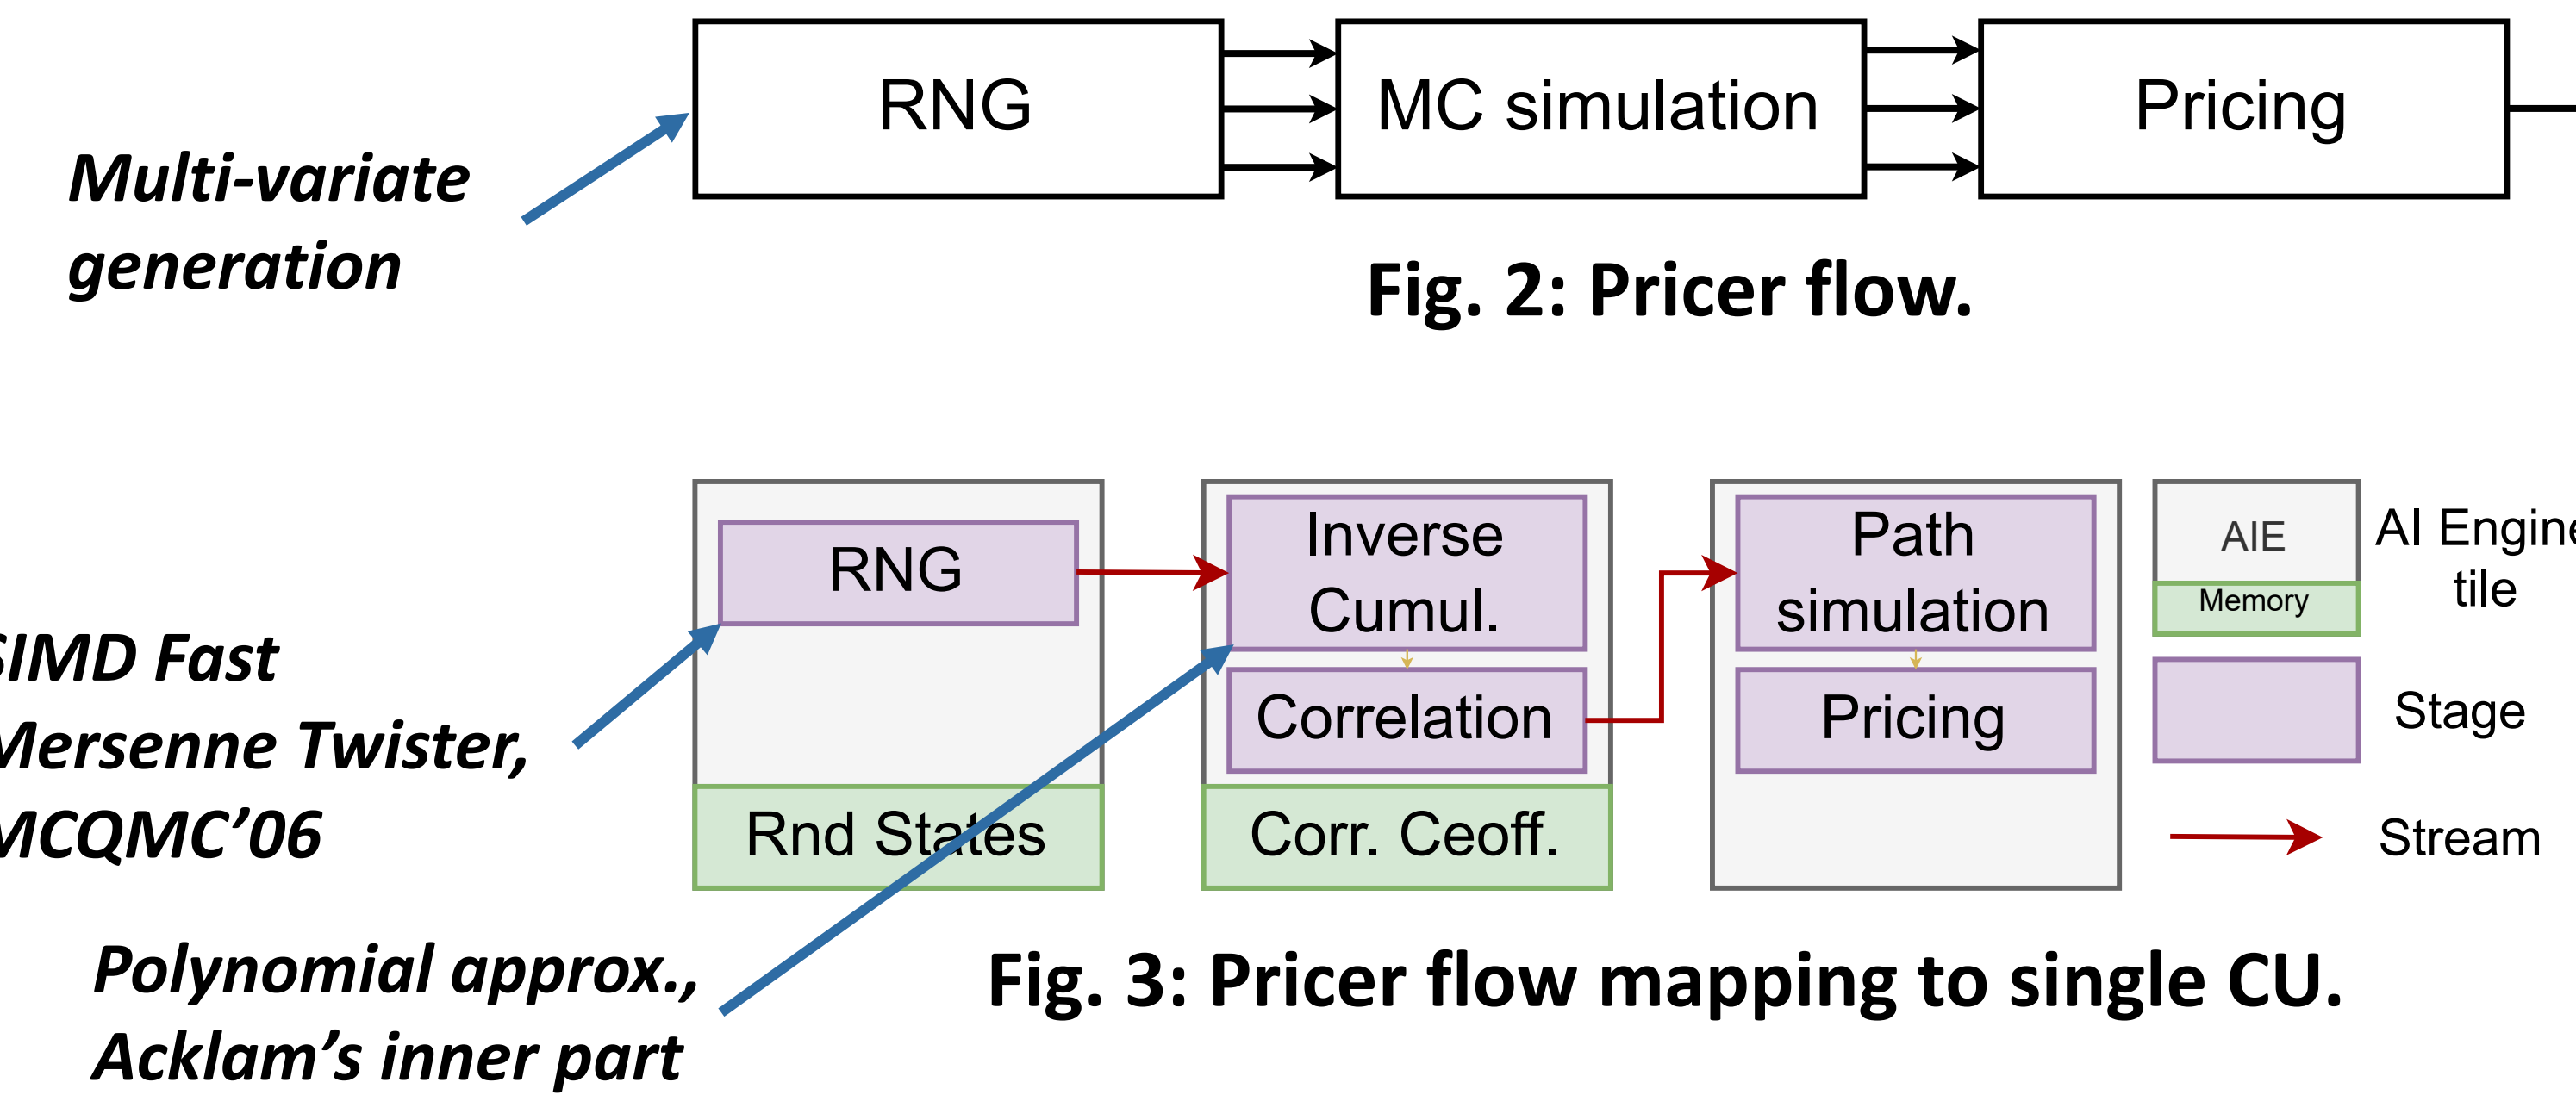 RNG
MC simulation
Pricing
Multi-variate
generation
Fig. 2: Pricer flow.
RNG
Rnd States
Inverse
Cumul.
Correlation
Corr. Ceoff.
Path
simulation
Pricing
AIE
Memory
AI Engine
tile
Stage
Stream
SIMD Fast
Mersenne Twister,
MCQMC’06
Polynomial approx.,
Acklam’s inner part
Fig. 3: Pricer flow mapping to single CU.